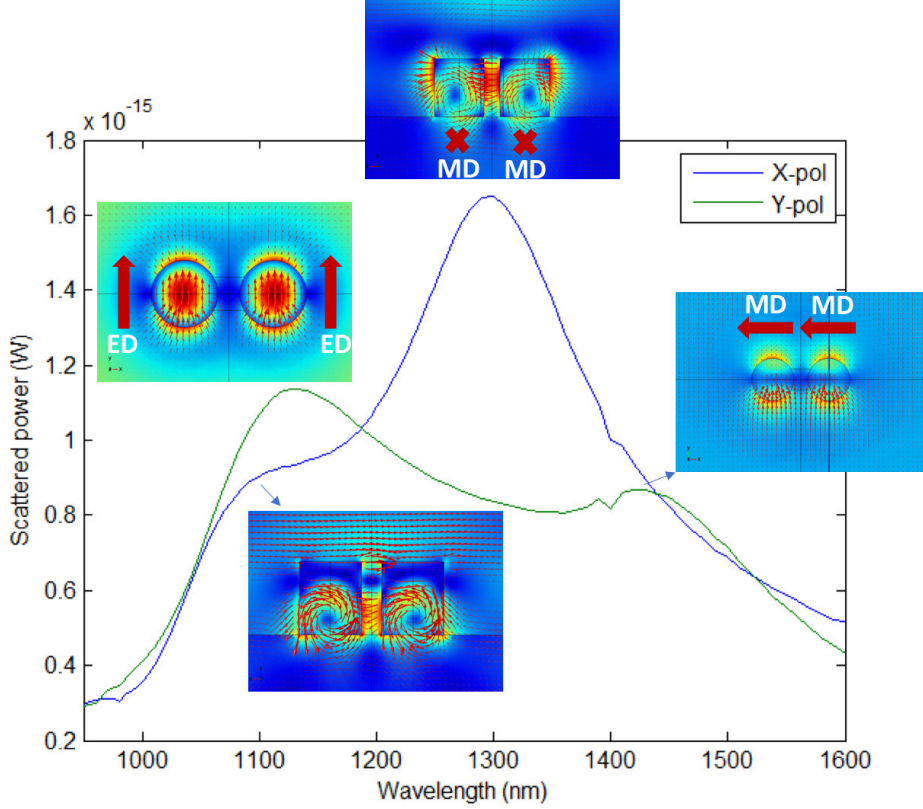 MD MD
x 10^-15
1.8
1.6
1.4
1.2
1
0.8
0.6
0.4
0.2
Scattered power (W)
X-pol
Y-pol
ED ED
MD MD
1000 1100 1200 1300 1400 1500 1600
Wavelength (nm)